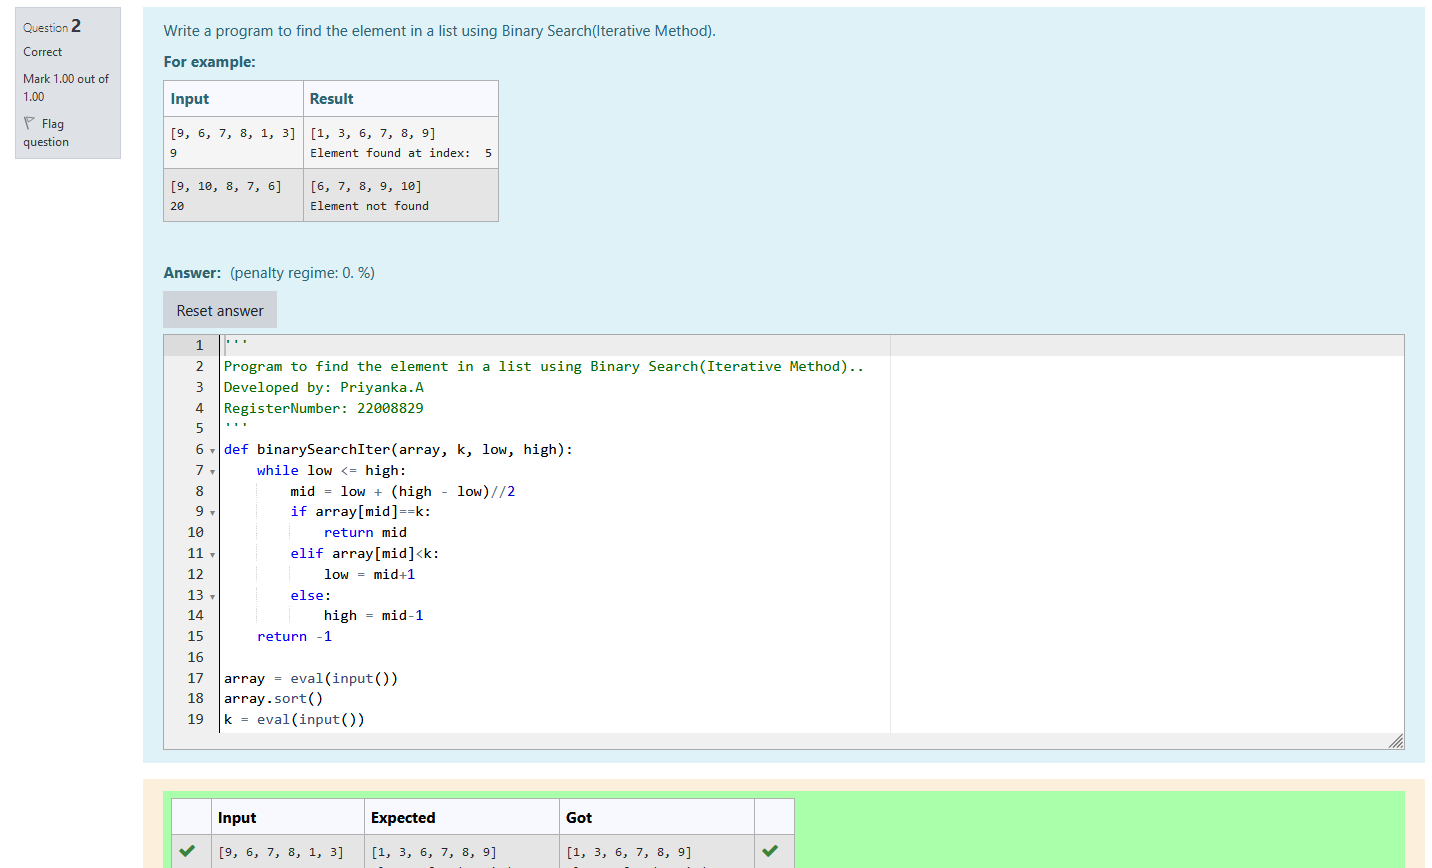 Question 2
Correct
Mark 1.00 out of
1.00
Flag
question
Write a program to find the element in a list using Binary Search(Iterative Method).
For example:
Input Result
[9, 6, 7, 8, 1, 3] [1, 3, 6, 7, 8, 9]
9 Element found at index:  5
[9, 10, 8, 7, 6] [6, 7, 8, 9, 10]
20 Element not found
Answer: (penalty regime: 0. %)
Reset answer
1 '''
2 Program to find the element in a list using Binary Search(Iterative Method)..
3 Developed by: Priyanka.A
4 RegisterNumber: 22008829
5 '''
6 def binarySearchIter(array, k, low, high):
7     while low <= high:
8         mid = low + (high - low)//2
9         if array[mid]==k:
10             return mid
11         elif array[mid]<k:
12             low = mid+1
13         else:
14             high = mid-1
15     return -1
16
17 array = eval(input())
18 array.sort()
19 k = eval(input())
Input Expected Got
[9, 6, 7, 8, 1, 3] [1, 3, 6, 7, 8, 9] [1, 3, 6, 7, 8, 9]